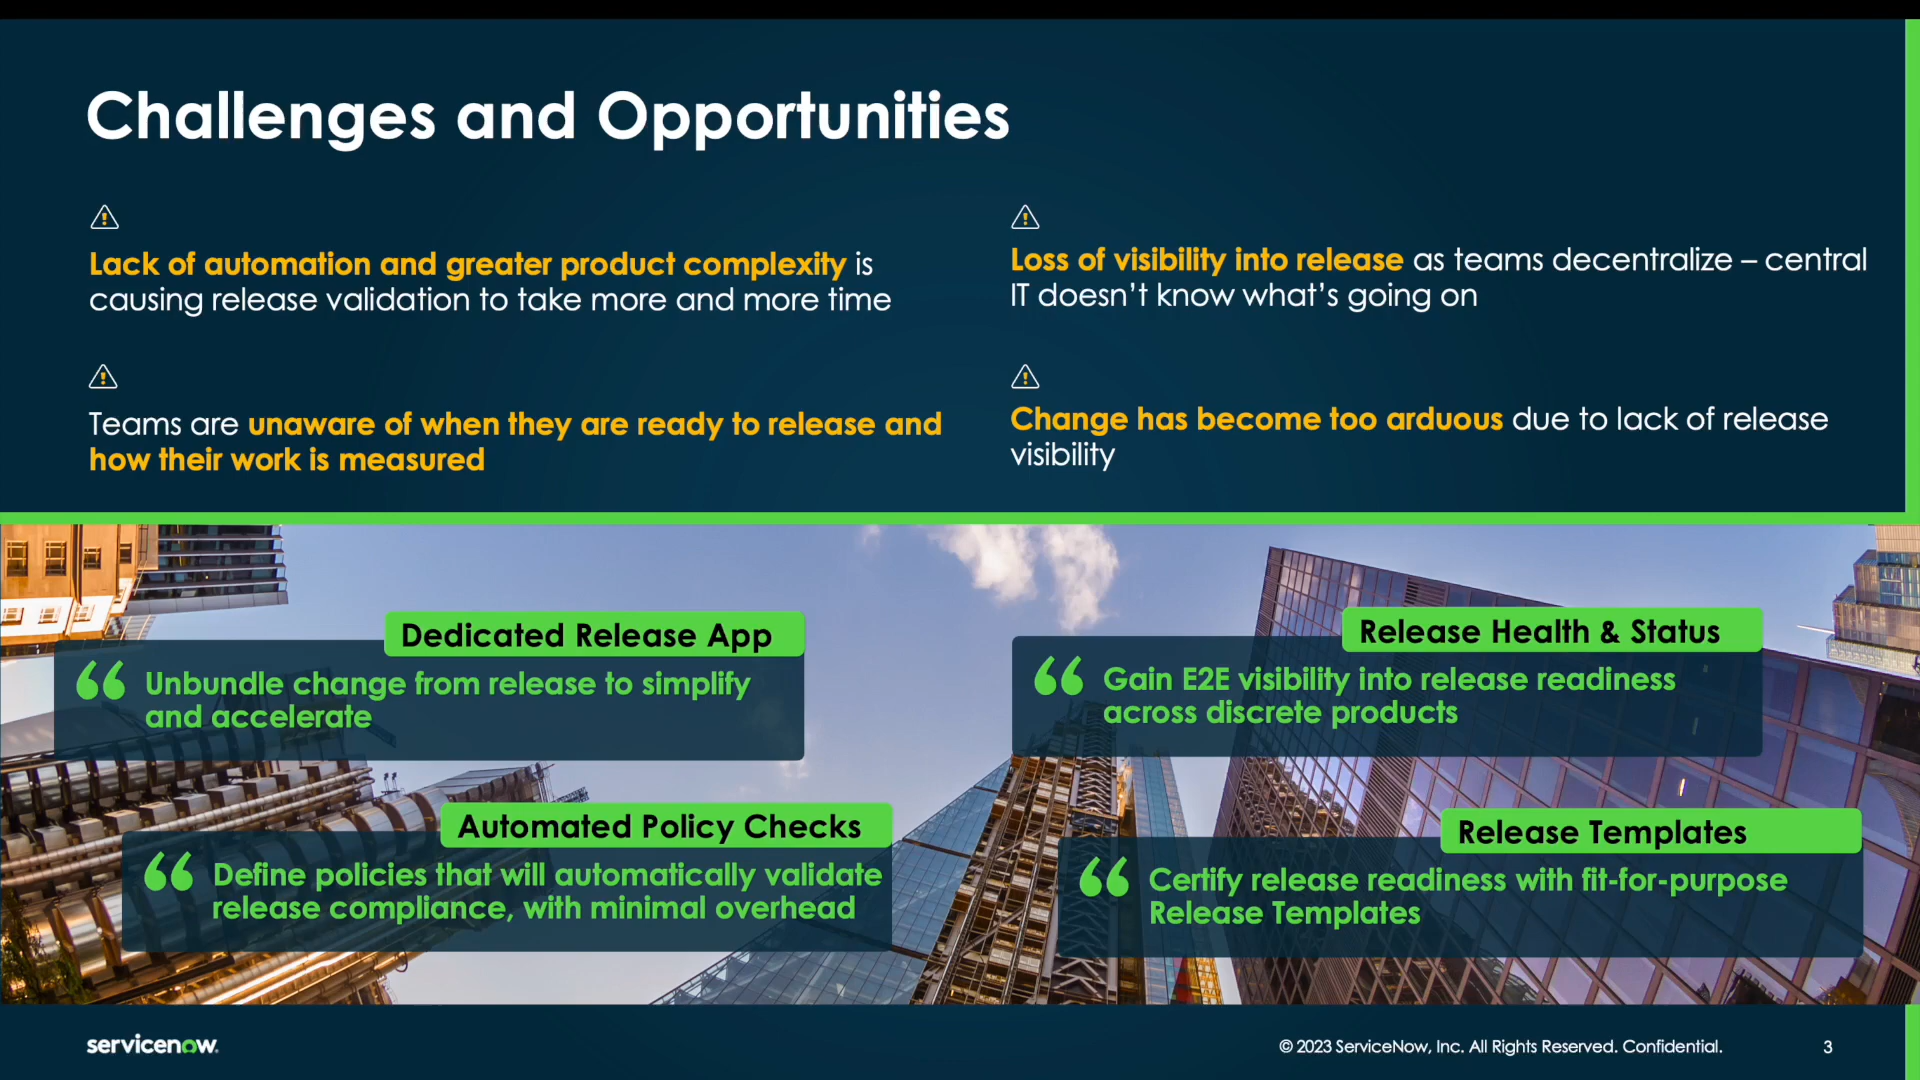 Challenges and Opportunities
Lack of automation and greater product complexity is
causing release validation to take more and more time
Loss of visibility into release as teams decentralize – central
IT doesn't know what's going on
Teams are unaware of when they are ready to release and
how their work is measured
Change has become too arduous due to lack of release
visibility
Dedicated Release App
“ Unbundle change from release to simplify
and accelerate
Release Health & Status
“ Gain E2E visibility into release readiness
across discrete products
Automated Policy Checks
“ Define policies that will automatically validate
release compliance, with minimal overhead
Release Templates
“ Certify release readiness with fit-for-purpose
Release Templates
servicenow.
© 2023 ServiceNow, Inc. All Rights Reserved. Confidential.
3